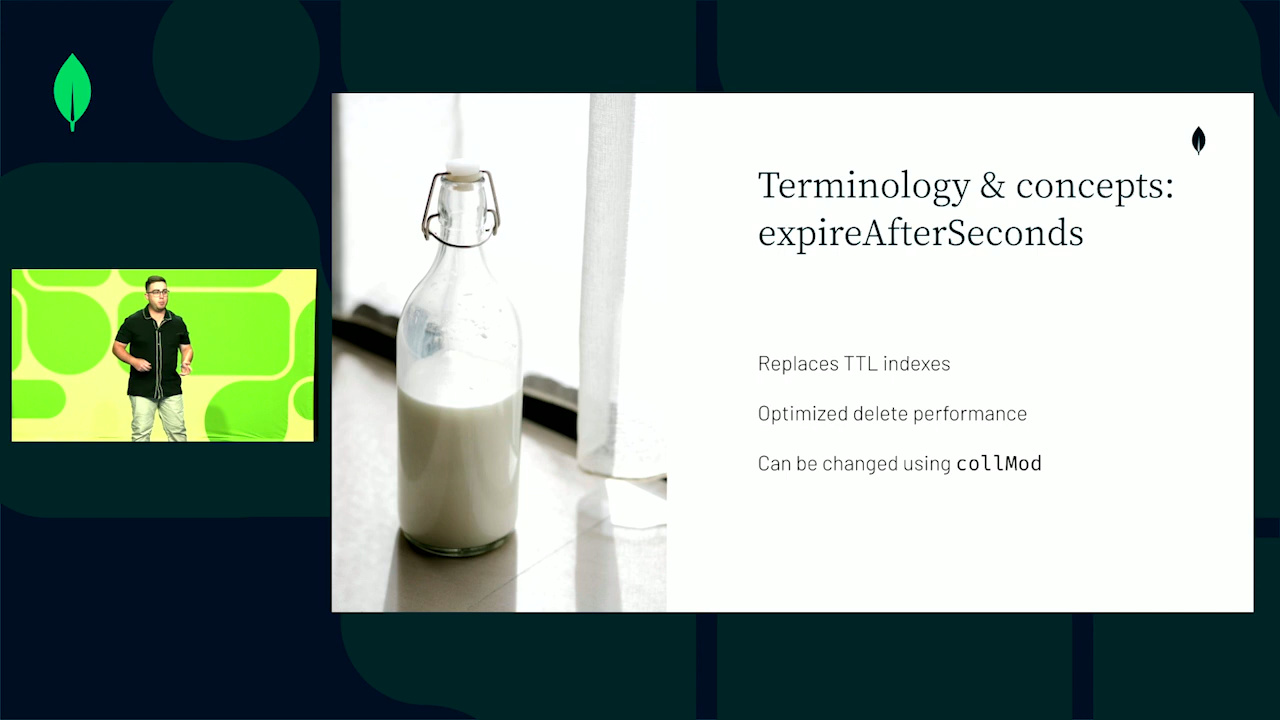 Terminology & concepts:
expireAfterSeconds
Replaces TTL indexes
Optimized delete performance
Can be changed using collMod